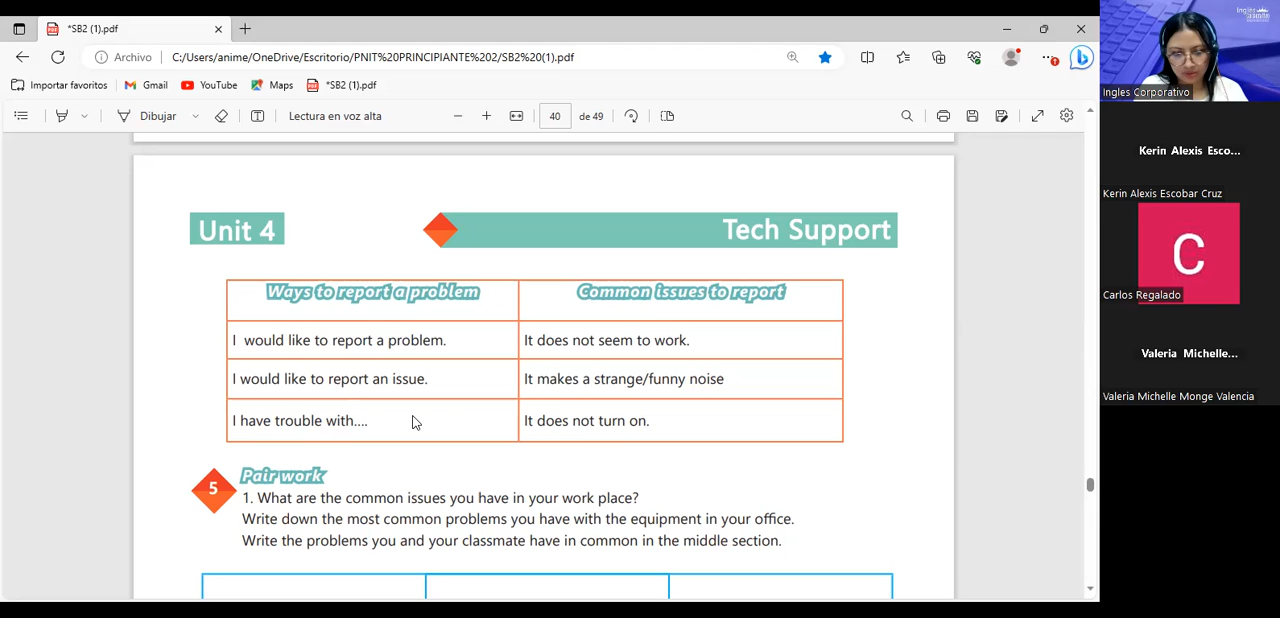 *SB2 (1).pdf
Archivo C:/Users/anime/OneDrive/Escritorio/PNIT%20PRINCIPIANTE%202/SB2%20(1).pdf
Importar favoritos Gmail YouTube Maps *SB2 (1).pdf
Dibujar Lectura en voz alta 40 de 49
Unit 4 Tech Support
Ways to report a problem Common issues to report
I would like to report a problem. It does not seem to work.
I would like to report an issue. It makes a strange/funny noise
I have trouble with.... It does not turn on.
5 Pair work
1. What are the common issues you have in your work place?
Write down the most common problems you have with the equipment in your office.
Write the problems you and your classmate have in common in the middle section.
Ingles Corporativo
Kerin Alexis Esco...
Kerin Alexis Escobar Cruz
C
Carlos Regalado
Valeria Michelle...
Valeria Michelle Monge Valencia